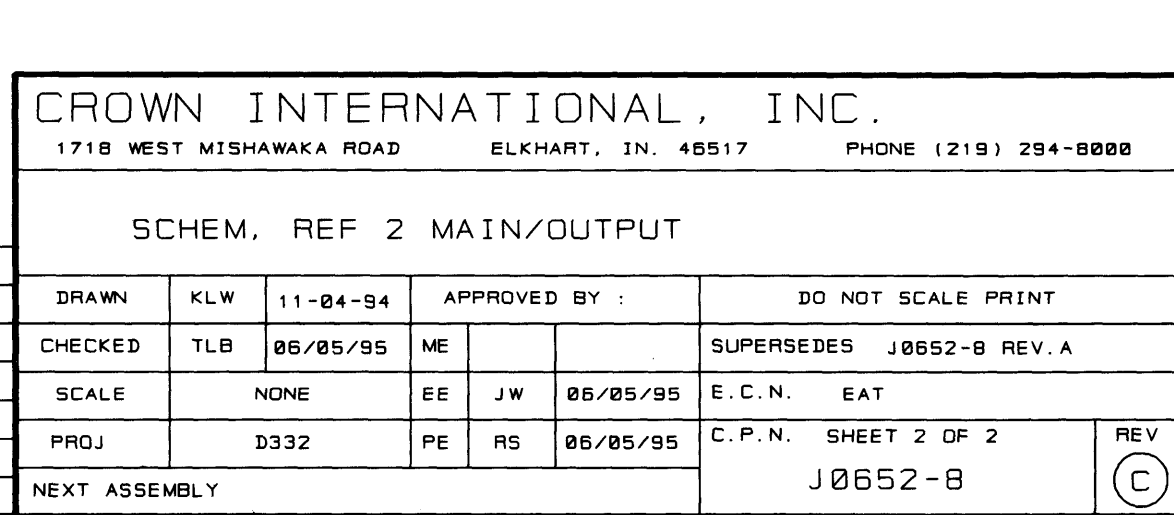 CROWN INTERNATIONAL, INC.
1718 WEST MISHAWAKA ROAD ELKHART, IN. 46517 PHONE (219) 294-8000
SCHEM, REF 2 MAIN/OUTPUT
DRAWN KLW 11-04-94 APPROVED BY : DO NOT SCALE PRINT
CHECKED TLB 06/05/95 ME SUPERSEDES J0652-8 REV.A
SCALE NONE EE JW 06/05/95 E.C.N. EAT
PROJ D332 PE RS 06/05/95 C.P.N. SHEET 2 OF 2 REV
NEXT ASSEMBLY J0652-8 C